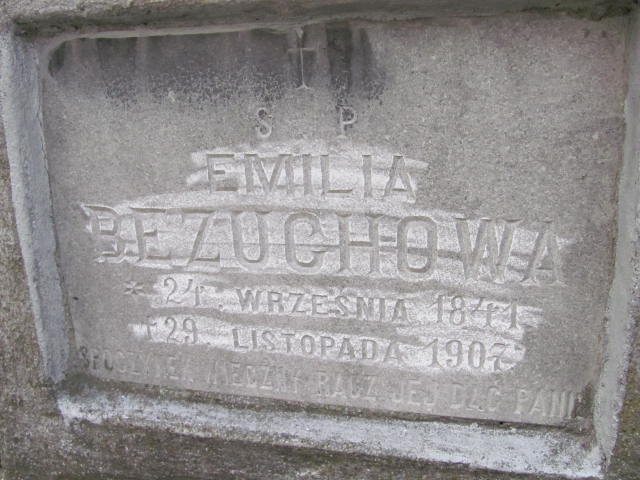 Ś P
EMILIA
BEZUCHOWA
* 24. WRZEŚNIA 1841.
† 29. LISTOPADA 1907
SPOCZYNEK WIECZNY RACZ JEJ DAĆ PANIE